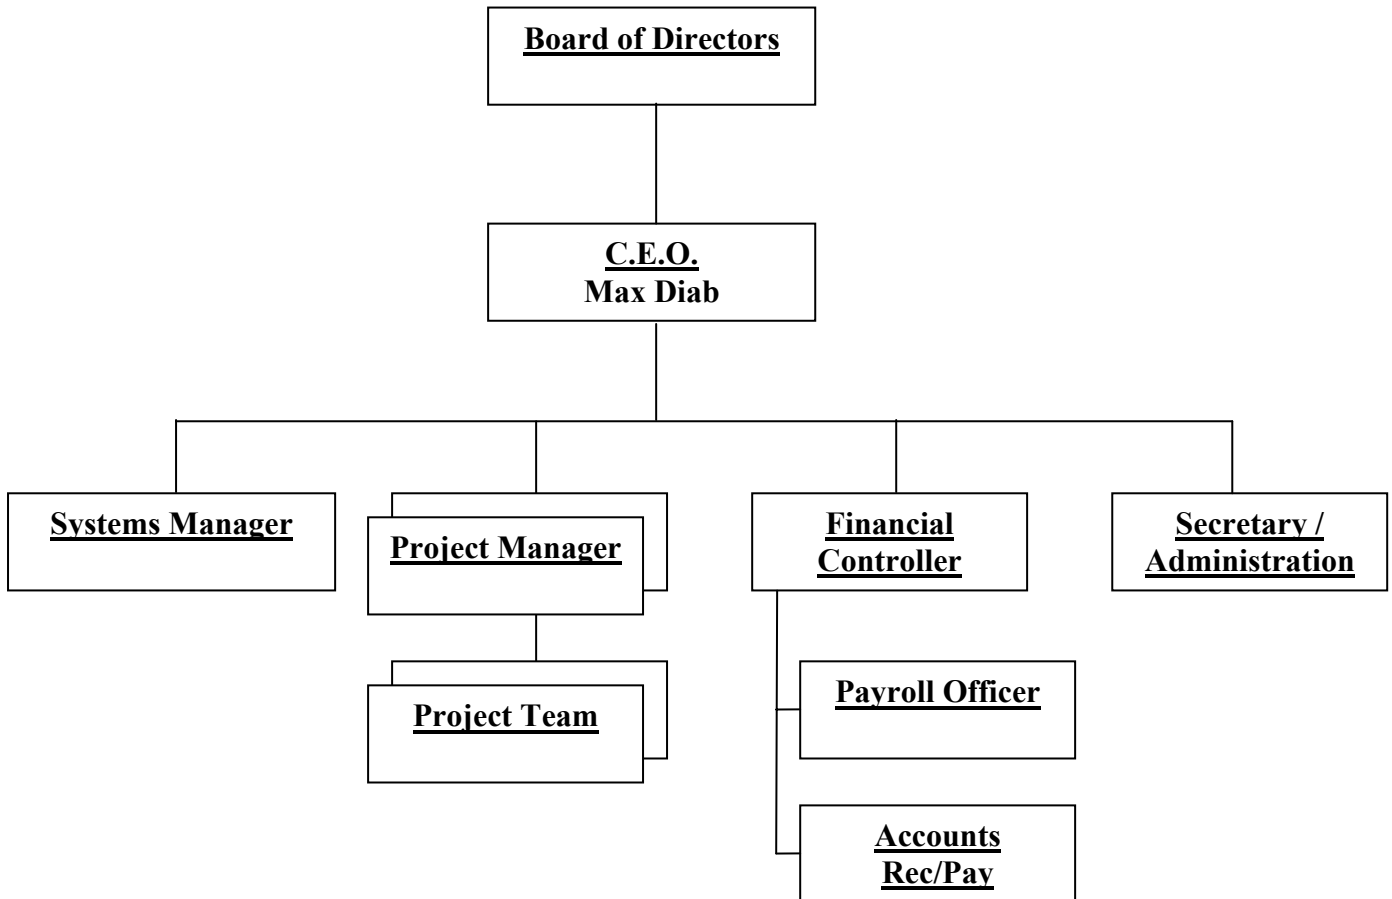 Board of Directors
C.E.O.
Max Diab
Systems Manager
Project Manager
Financial
Controller
Secretary /
Administration
Project Team
Payroll Officer
Accounts
Rec/Pay